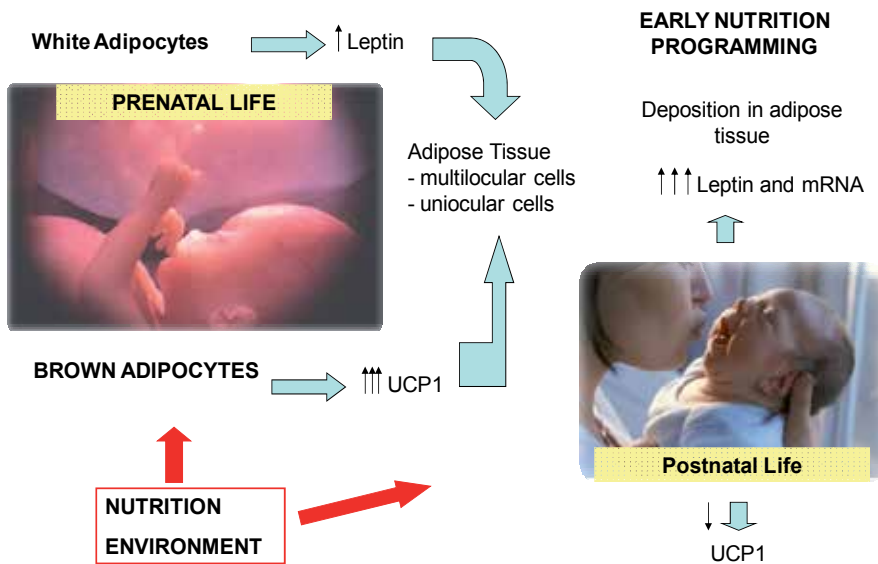 White Adipocytes
↑ Leptin
PRENATAL LIFE
Adipose Tissue
- multilocular cells
- uniocular cells
BROWN ADIPOCYTES
↑↑↑ UCP1
NUTRITION
ENVIRONMENT
EARLY NUTRITION
PROGRAMMING
Deposition in adipose
tissue
↑↑↑ Leptin and mRNA
Postnatal Life
↓
UCP1